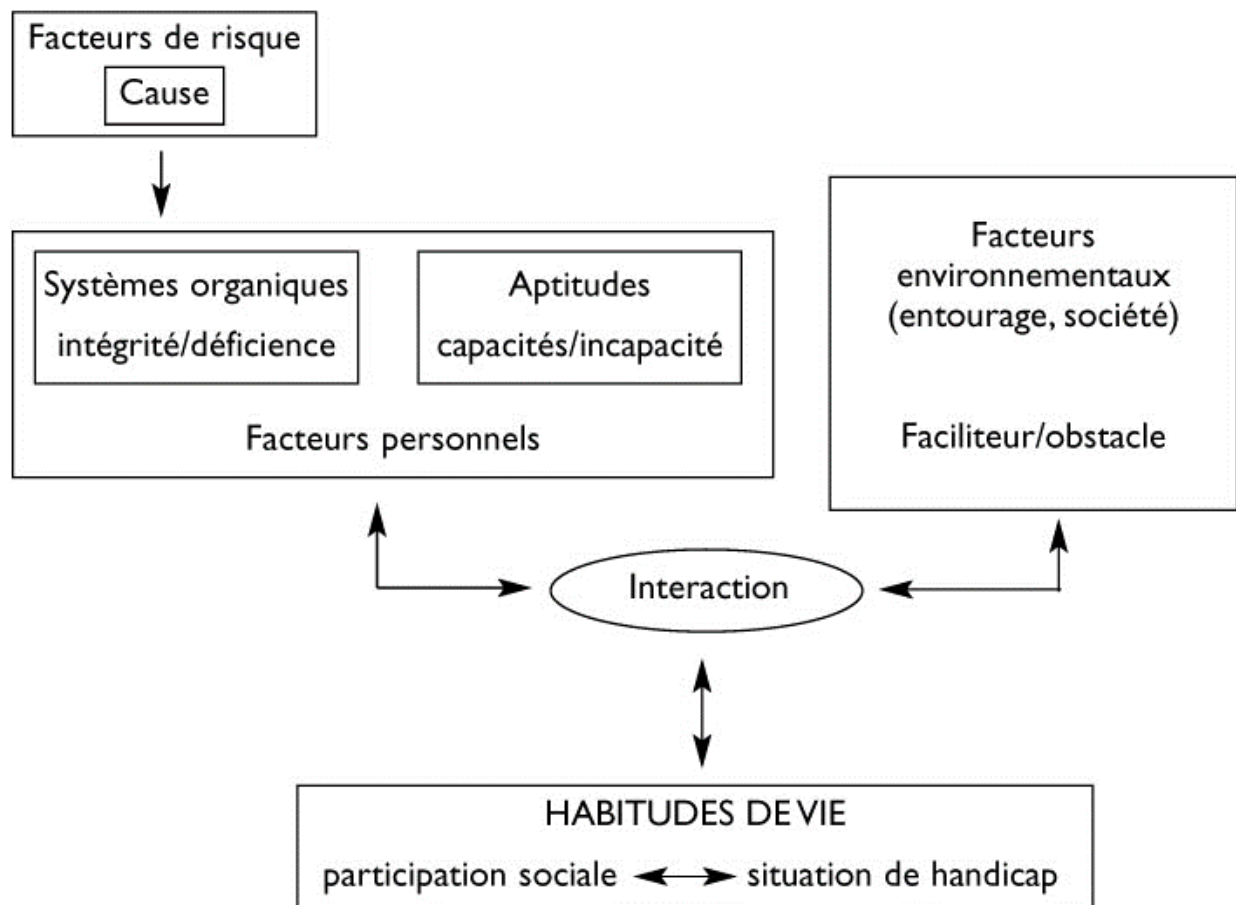 Facteurs de risque
Cause
Systèmes organiques
intégrité/déficience
Aptitudes
capacités/incapacité
Facteurs personnels
Facteurs
environnementaux
(entourage, société)
Faciliteur/obstacle
Interaction
HABITUDES DE VIE
participation sociale situation de handicap